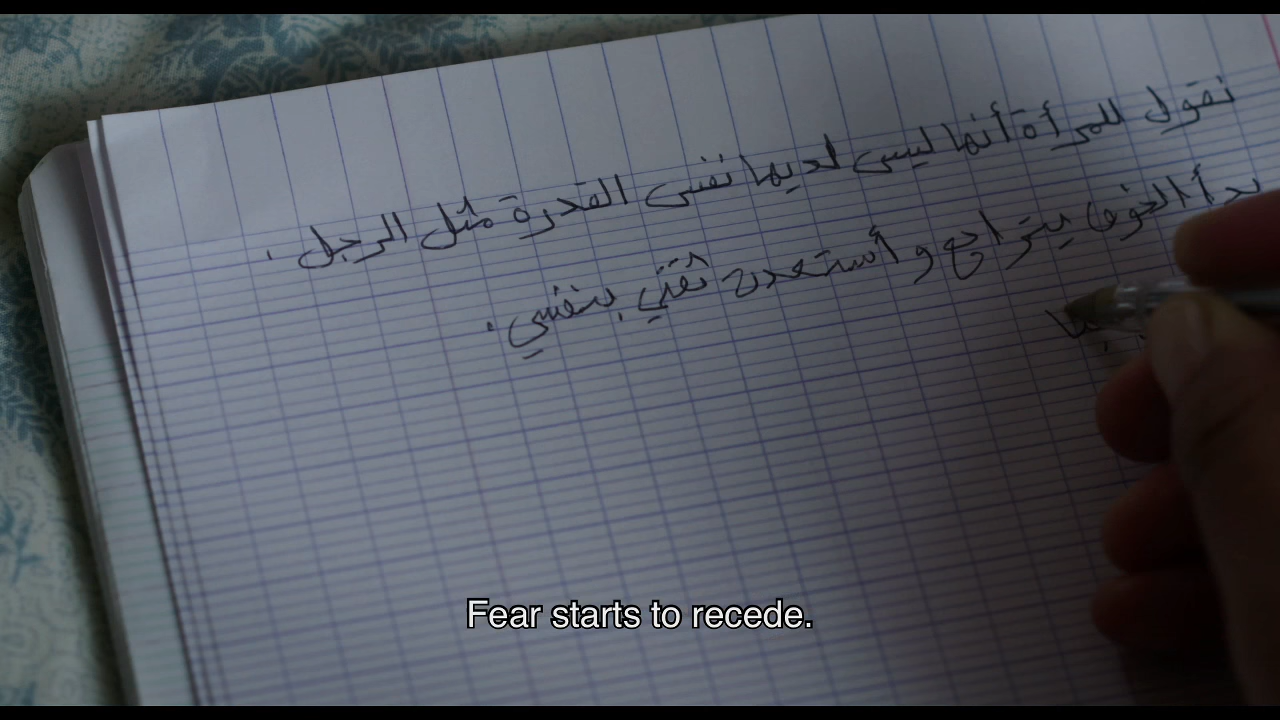 نقول للمرأة أنها ليس لديها نفس القدرة مثل الرجل .
بدأ الخوف يتراجع و أستعدت ثقتي بنفسي .
Fear starts to recede.